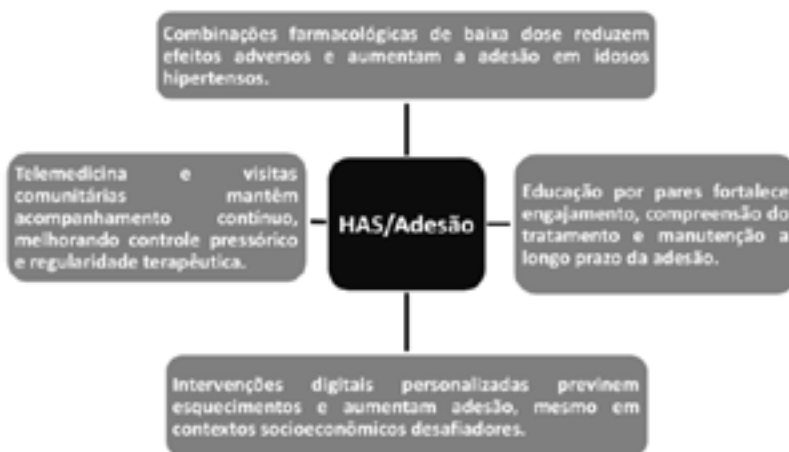 Combinações farmacológicas de baixa dose reduzem
efeitos adversos e aumentam a adesão em idosos
hipertensos.
Telemedicina e visitas
comunitárias mantêm
acompanhamento contínuo,
melhorando controle pressórico
e regularidade terapêutica.
HAS/Adesão
Educação por pares fortalece
engajamento, compreensão do
tratamento e manutenção a
longo prazo da adesão.
Intervenções digitais personalizadas previnem
esquecimentos e aumentam adesão, mesmo em
contextos socioeconômicos desafiadores.